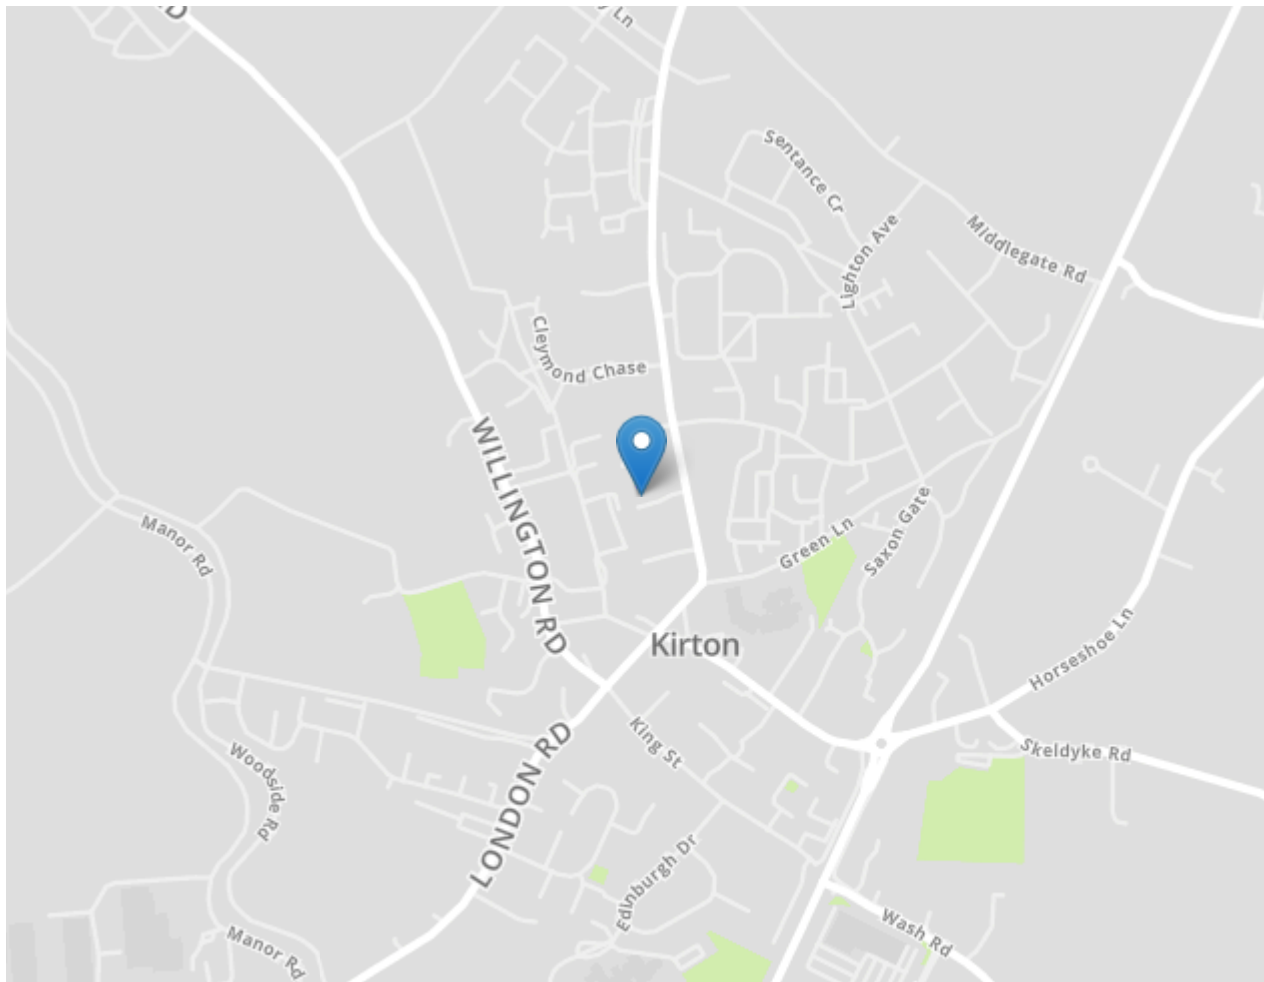 Sentance Cr
Lighton Ave
Middlegate Rd
Cleymond Chase
WILLINGTON RD
Manor Rd
Green Ln
Saxon Gate
Kirton
Horseshoe Ln
King St
LONDON RD
Skeldyke Rd
Woodside Rd
Edinburgh Dr
Manor Rd
Wash Rd